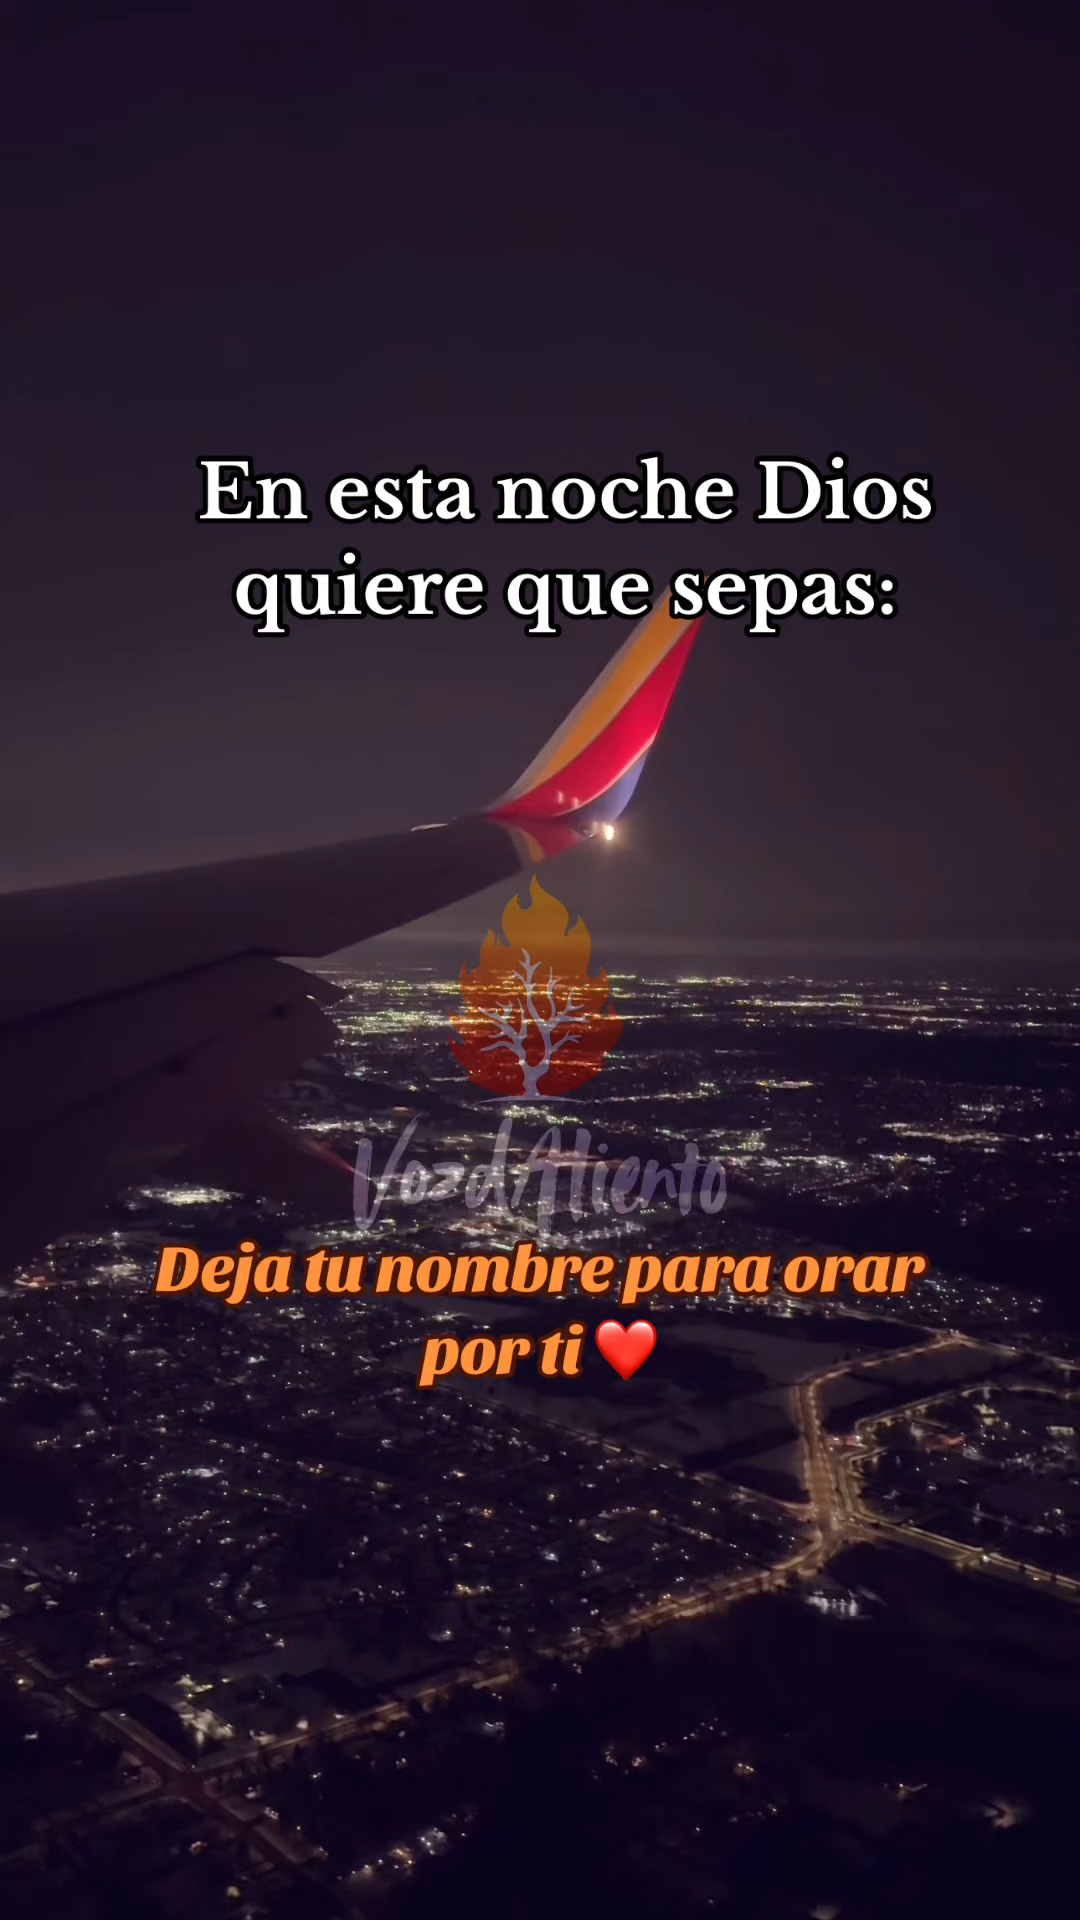 En esta noche Dios
quiere que sepas:
VozdAliento
Deja tu nombre para orar
por ti ❤️